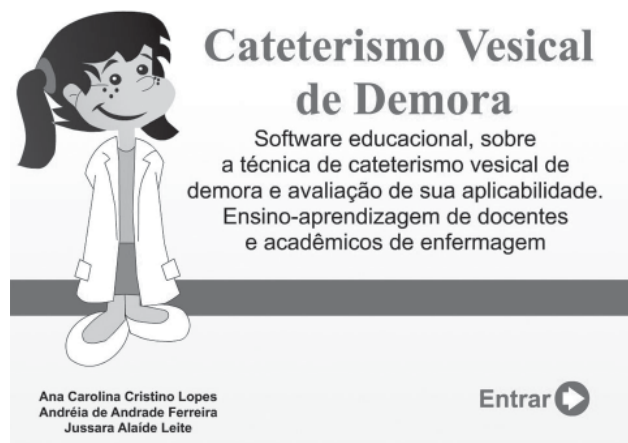 Cateterismo Vesical
de Demora
Software educacional, sobre
a técnica de cateterismo vesical de
demora e avaliação de sua aplicabilidade.
Ensino-aprendizagem de docentes
e acadêmicos de enfermagem
Ana Carolina Cristino Lopes
Andréia de Andrade Ferreira
Jussara Alaíde Leite
Entrar